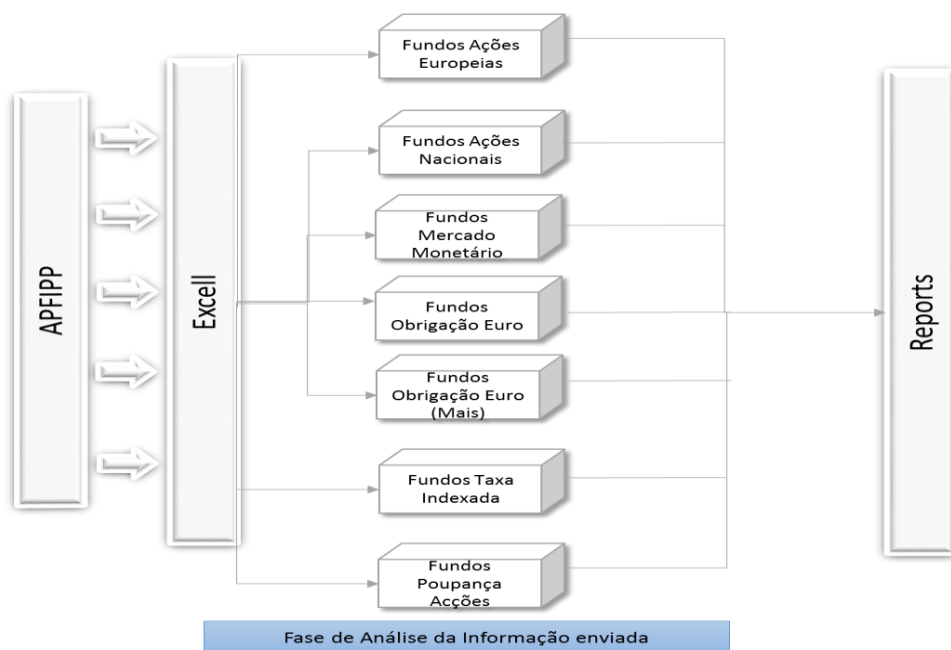 APFIPP
Excell
Fundos Ações
Europeias
Fundos Ações
Nacionais
Fundos
Mercado
Monetário
Fundos
Obrigação Euro
Fundos
Obrigação Euro
(Mais)
Fundos Taxa
Indexada
Fundos
Poupança
Acções
Reports
Fase de Análise da Informação enviada